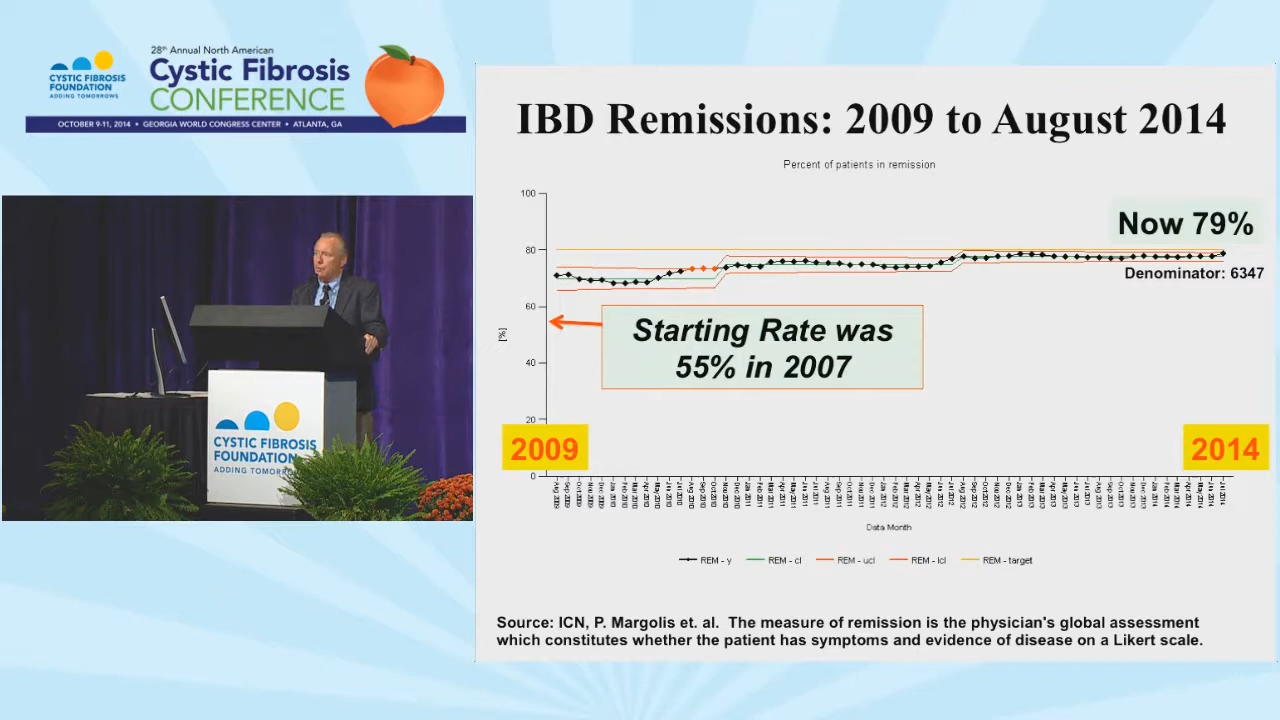 28th Annual North American
Cystic Fibrosis
CONFERENCE
CYSTIC FIBROSIS
FOUNDATION
ADDING TOMORROWS
OCTOBER 9-11, 2014 • GEORGIA WORLD CONGRESS CENTER • ATLANTA, GA
IBD Remissions: 2009 to August 2014
Percent of patients in remission
100
80
60
40
20
0
[%]
Now 79%
Denominator: 6347
Starting Rate was
55% in 2007
2009
2014
Data Month
REM - y
REM - cl
REM - ucl
REM - lcl
REM - target
Source: ICN, P. Margolis et. al. The measure of remission is the physician's global assessment
which constitutes whether the patient has symptoms and evidence of disease on a Likert scale.
CYSTIC FIBROSIS
FOUNDATION
ADDING TOMORROWS